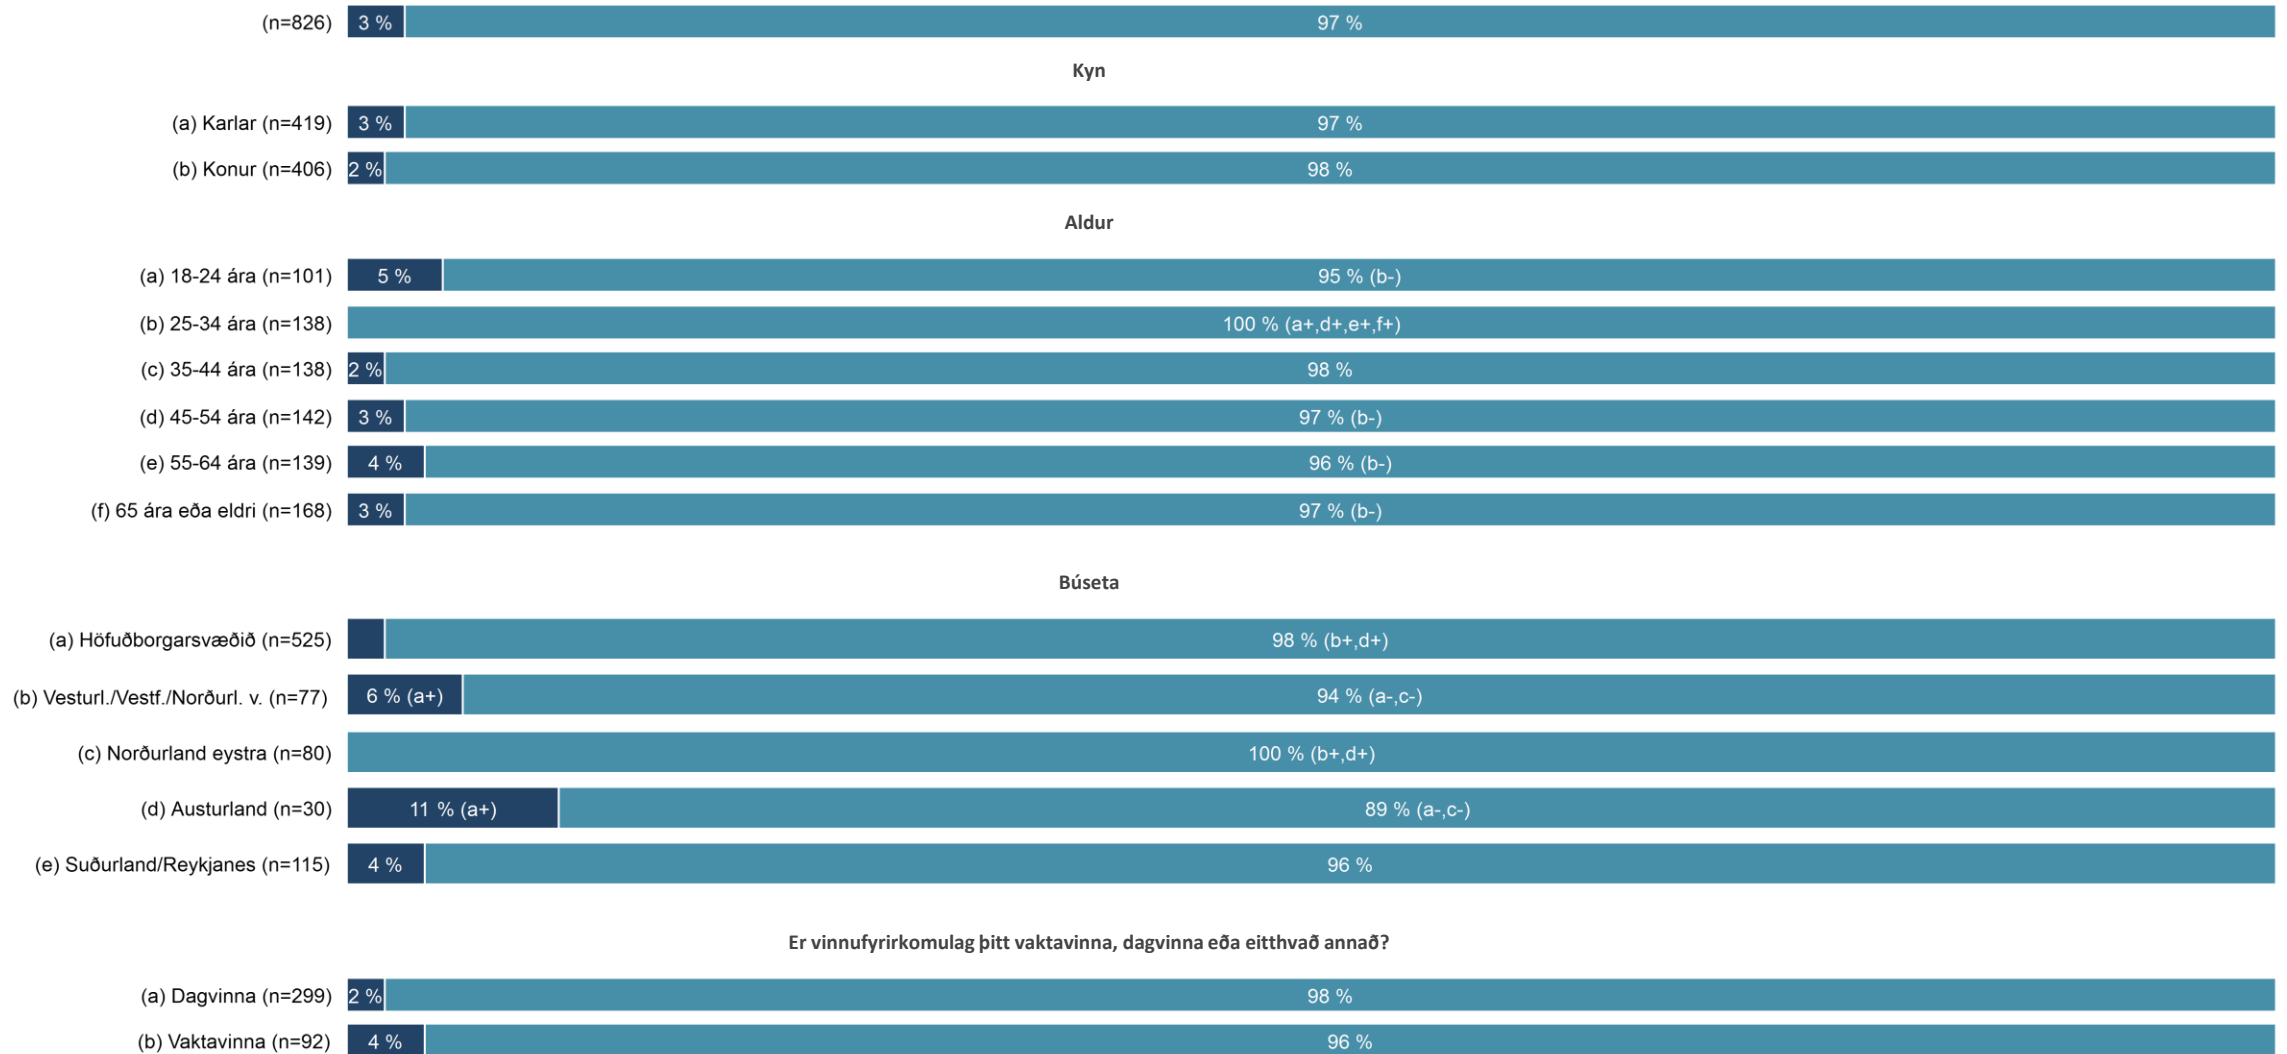 (n=826) 3 % 97 %
Kyn
(a) Karlar (n=419) 3 % 97 %
(b) Konur (n=406) 2 % 98 %
Aldur
(a) 18-24 ára (n=101) 5 % 95 % (b-)
(b) 25-34 ára (n=138) 100 % (a+,d+,e+,f+)
(c) 35-44 ára (n=138) 2 % 98 %
(d) 45-54 ára (n=142) 3 % 97 % (b-)
(e) 55-64 ára (n=139) 4 % 96 % (b-)
(f) 65 ára eða eldri (n=168) 3 % 97 % (b-)
Búseta
(a) Höfuðborgarsvæðið (n=525) 98 % (b+,d+)
(b) Vesturl./Vestf./Norðurl. v. (n=77) 6 % (a+) 94 % (a-,c-)
(c) Norðurland eystra (n=80) 100 % (b+,d+)
(d) Austurland (n=30) 11 % (a+) 89 % (a-,c-)
(e) Suðurland/Reykjanes (n=115) 4 % 96 %
Er vinnufyrirkomulag þitt vaktavinna, dagvinna eða eitthvað annað?
(a) Dagvinna (n=299) 2 % 98 %
(b) Vaktavinna (n=92) 4 % 96 %